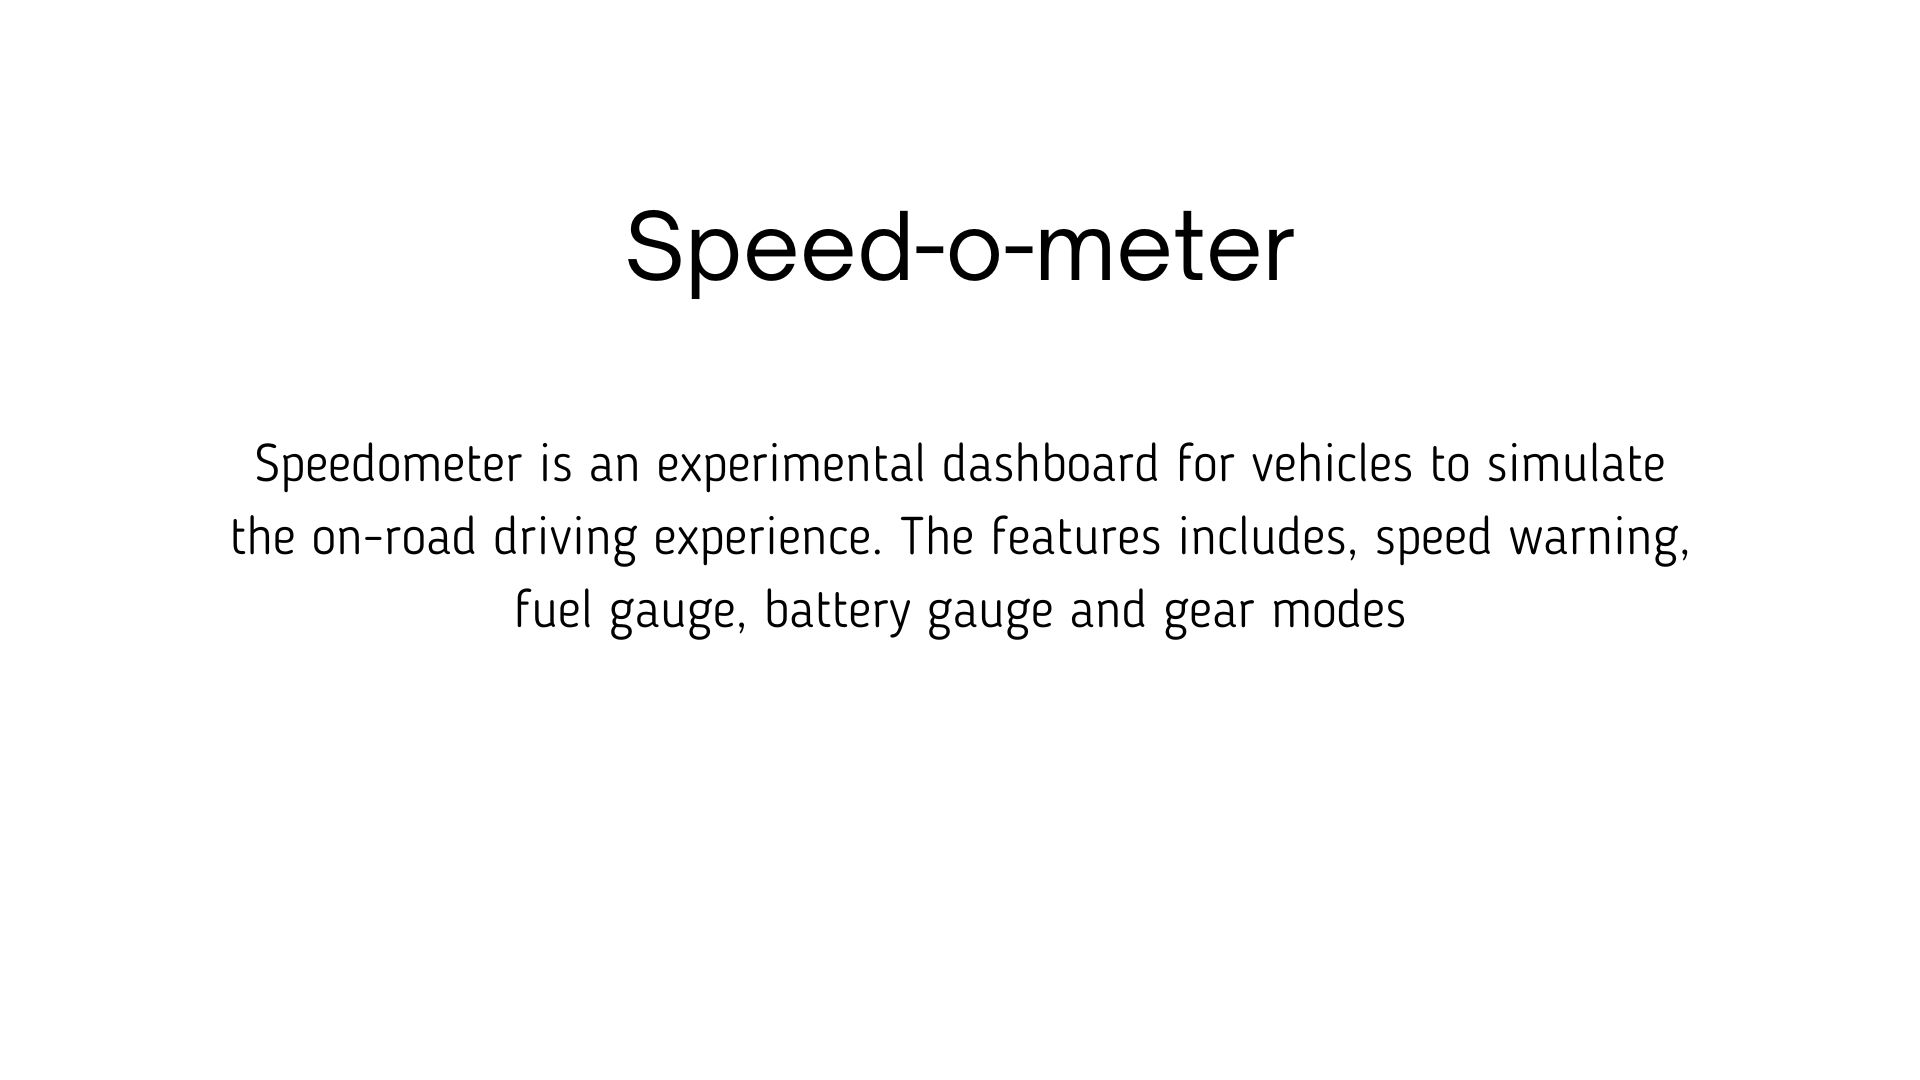 Speed-o-meter
Speedometer is an experimental dashboard for vehicles to simulate
the on-road driving experience. The features includes, speed warning,
fuel gauge, battery gauge and gear modes